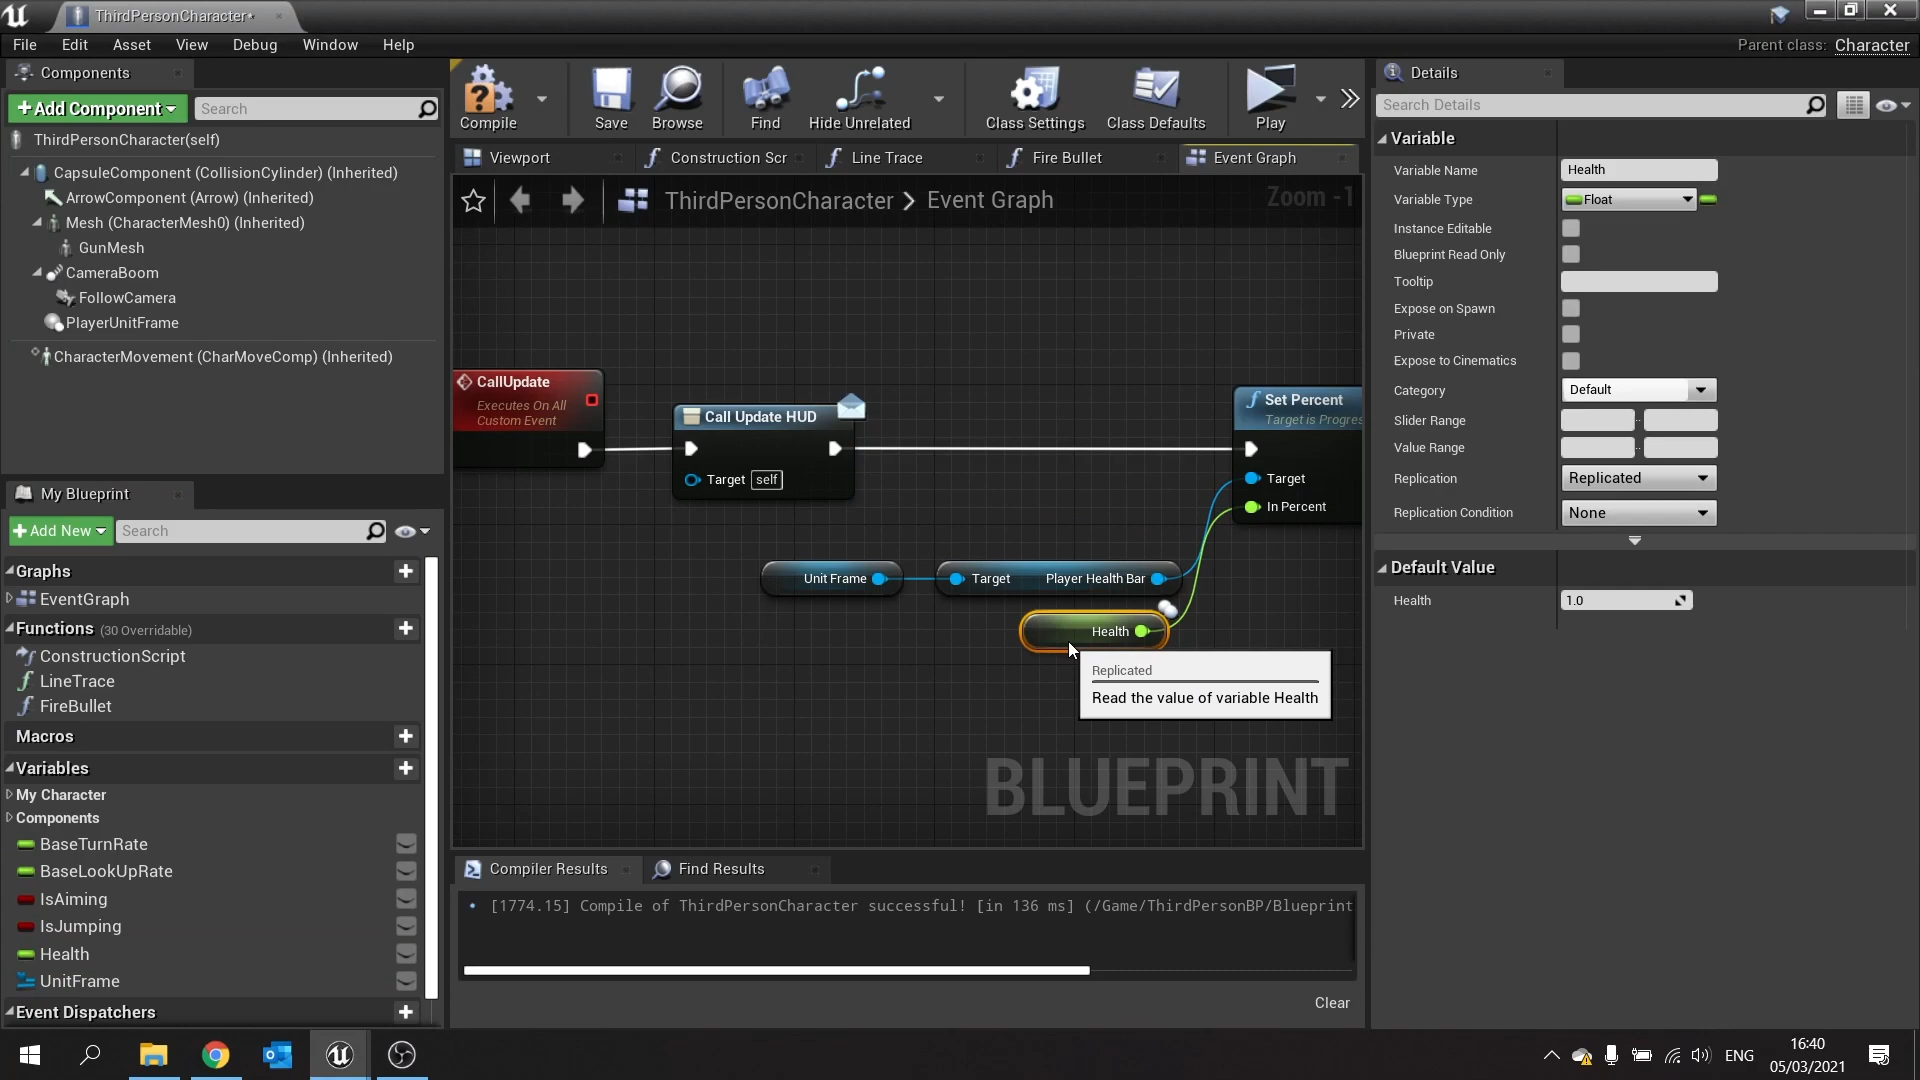 ThirdPersonCharacter*
File Edit Asset View Debug Window Help
Parent class: Character
Components
+Add Component
Search
ThirdPersonCharacter(self)
CapsuleComponent (CollisionCylinder) (Inherited)
ArrowComponent (Arrow) (Inherited)
Mesh (CharacterMesh0) (Inherited)
GunMesh
CameraBoom
FollowCamera
PlayerUnitFrame
CharacterMovement (CharMoveComp) (Inherited)
My Blueprint
+Add New
Search
Graphs
EventGraph
Functions (30 Overridable)
ConstructionScript
LineTrace
FireBullet
Macros
Variables
My Character
Components
BaseTurnRate
BaseLookUpRate
IsAiming
IsJumping
Health
UnitFrame
Event Dispatchers
Compile
Save
Browse
Find
Hide Unrelated
Class Settings
Class Defaults
Play
Viewport
Construction Scr
Line Trace
Fire Bullet
Event Graph
ThirdPersonCharacter > Event Graph
Zoom -1
CallUpdate
Executes On All
Custom Event
Call Update HUD
Target self
Set Percent
Target is Progres
Target
In Percent
Unit Frame
Target Player Health Bar
Health
Replicated
Read the value of variable Health
BLUEPRINT
Compiler Results
Find Results
[1774.15] Compile of ThirdPersonCharacter successful! [in 136 ms] (/Game/ThirdPersonBP/Blueprint
Clear
Details
Search Details
Variable
Variable Name Health
Variable Type Float
Instance Editable
Blueprint Read Only
Tooltip
Expose on Spawn
Private
Expose to Cinematics
Category Default
Slider Range
Value Range
Replication Replicated
Replication Condition None
Default Value
Health 1.0
ENG
16:40
05/03/2021